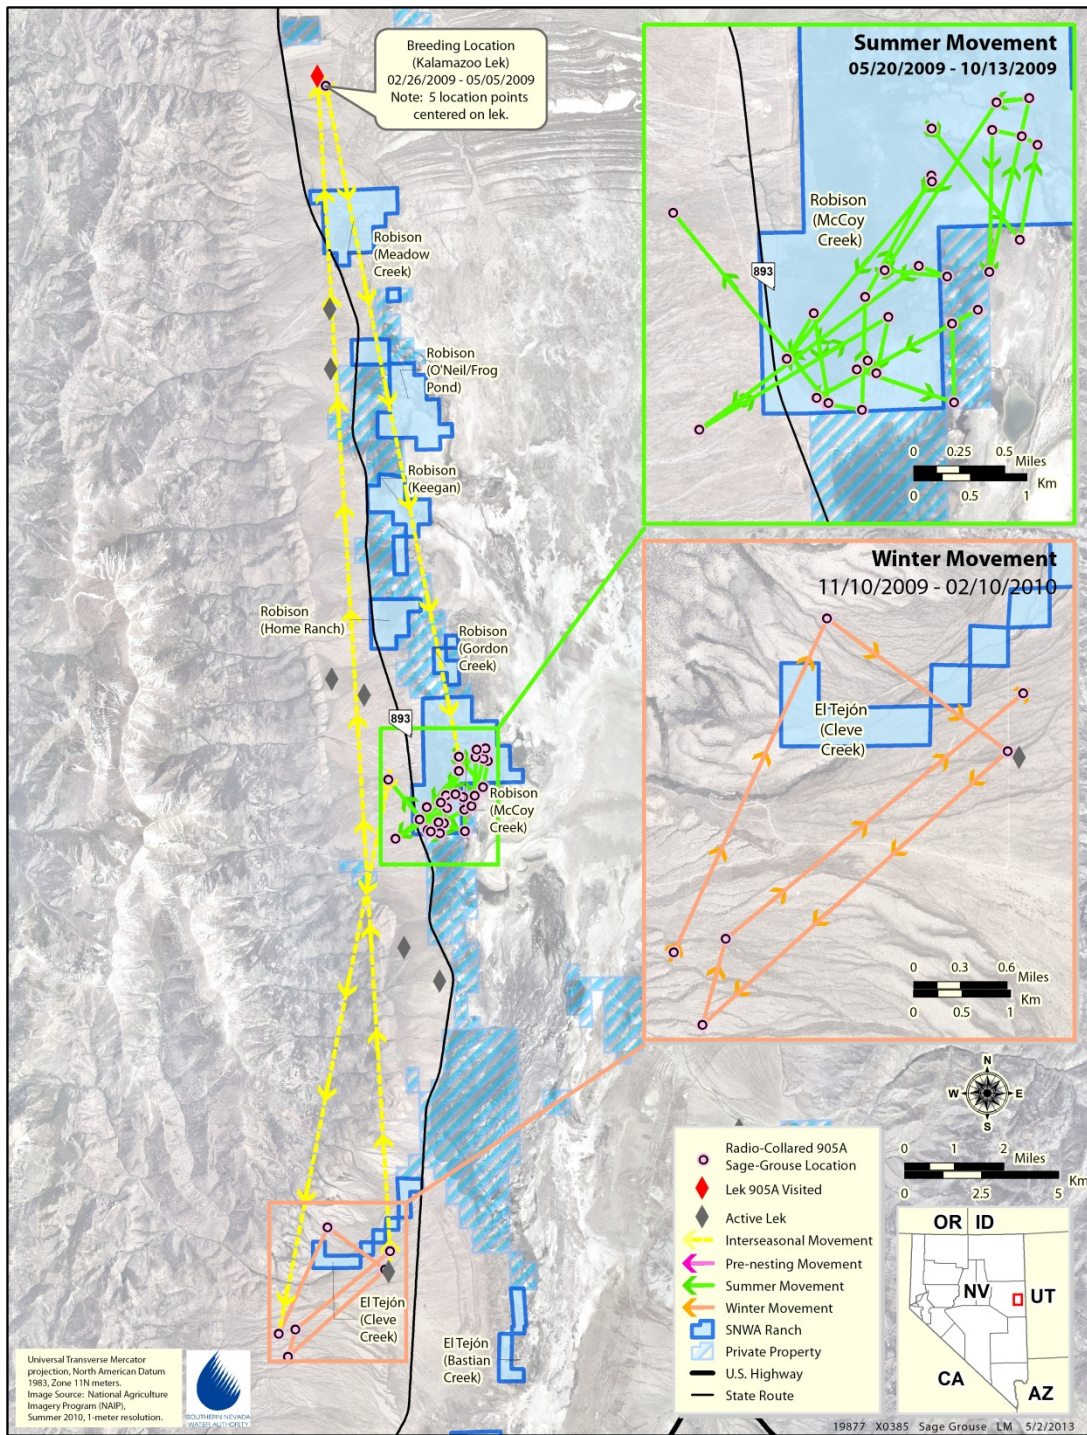 Breeding Location
(Kalamazoo Lek)
02/26/2009 - 05/05/2009
Note: 5 location points
centered on lek.
Robison
(Meadow
Creek)
Robison
(O'Neil/Frog
Pond)
Robison
(Keegan)
Robison
(Home Ranch)
Robison
(Gordon
Creek)
893
Robison
(McCoy
Creek)
El Tejón
(Cleve
Creek)
El Tejón
(Bastian
Creek)
Summer Movement
05/20/2009 - 10/13/2009
Robison
(McCoy
Creek)
893
0 0.25 0.5
Miles
Km
0 0.5 1
Winter Movement
11/10/2009 - 02/10/2010
El Tejón
(Cleve
Creek)
0 0.3 0.6
Miles
Km
0 0.5 1
N
W E
S
0 1 2
Miles
Km
0 2.5 5
Radio-Collared 905A
Sage-Grouse Location
Lek 905A Visited
Active Lek
Interseasonal Movement
Pre-nesting Movement
Summer Movement
Winter Movement
SNWA Ranch
Private Property
U.S. Highway
State Route
OR ID
NV UT
CA AZ
Universal Transverse Mercator
projection, North American Datum
1983, Zone 11N meters.
Image Source: National Agriculture
Imagery Program (NAIP),
Summer 2010, 1-meter resolution.
SOUTHERN NEVADA
WATER AUTHORITY
19877 X0385 Sage Grouse LM 5/2/2013